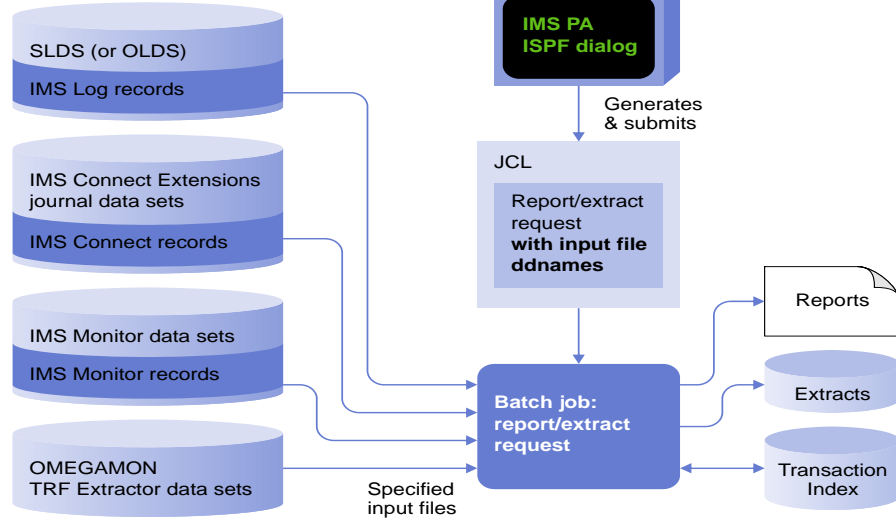 SLDS (or OLDS)
IMS Log records
IMS Connect Extensions
journal data sets
IMS Connect records
IMS Monitor data sets
IMS Monitor records
OMEGAMON
TRF Extractor data sets
IMS PA
ISPF dialog
Generates
& submits
JCL
Report/extract
request
with input file
ddnames
Batch job:
report/extract
request
Specified
input files
Reports
Extracts
Transaction
Index